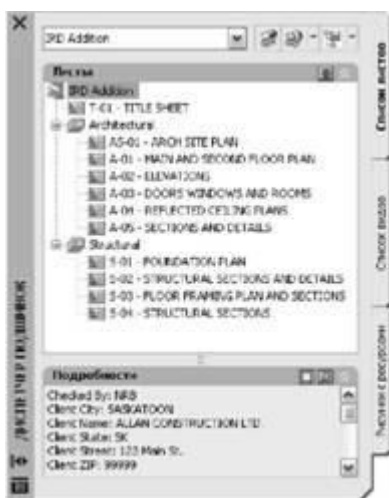 IRD Addition
Листы
IRD Addition
T-01 - TITLE SHEET
Architectural
AS-01 - ARCH SITE PLAN
A-01 - MAIN AND SECOND FLOOR PLAN
A-02 - ELEVATIONS
A-03 - DOORS WINDOWS AND ROOMS
A-04 - REFLECTED CEILING PLANS
A-05 - SECTIONS AND DETAILS
Structural
S-01 - FOUNDATION PLAN
S-02 - STRUCTURAL SECTIONS AND DETAILS
S-03 - FLOOR FRAMING PLAN AND SECTIONS
S-04 - STRUCTURAL SECTIONS
Подробности
Checked By: NRB
Client City: SASKATOON
Client Name: ALLAN CONSTRUCTION LTD.
Client State: SK
Client Street: 123 Main St.
Client ZIP: 99999
ДИСПЕТЧЕР ПОДШИВОК
Список листов
Список видов
Рисунки с ресурсами